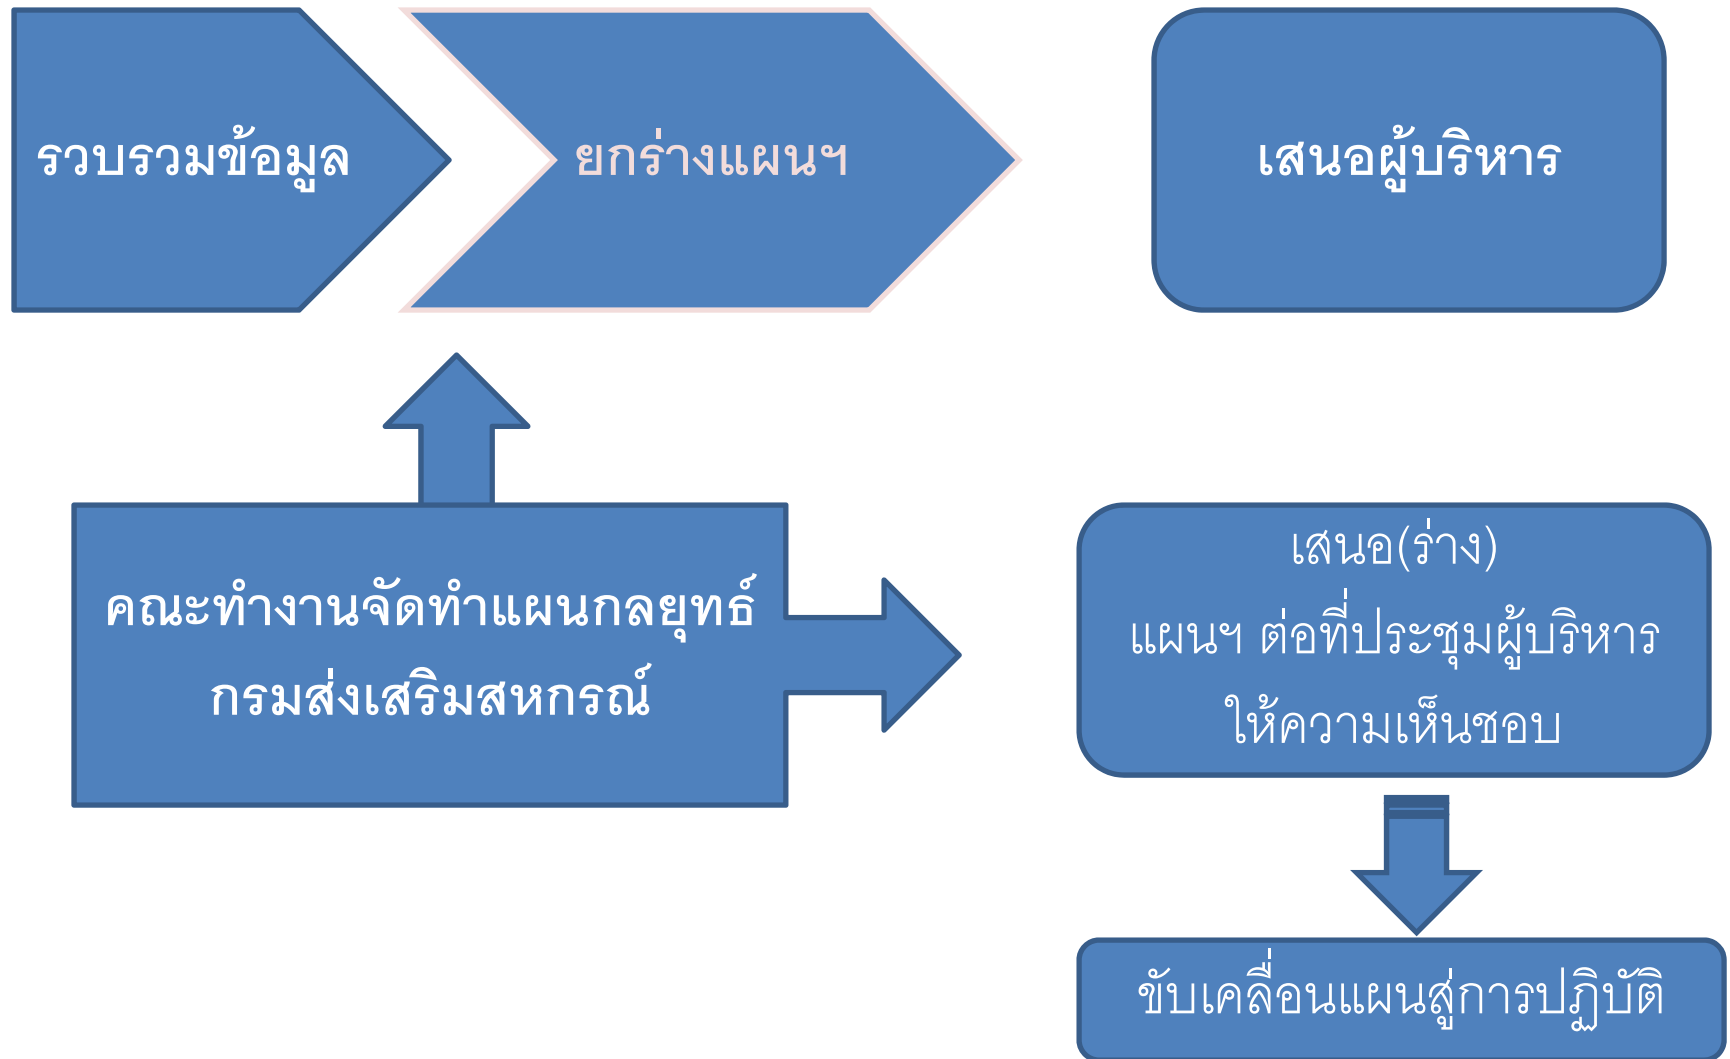 รวบรวมข้อมูล
ยกร่างแผนฯ
เสนอผู้บริหาร
คณะทำงานจัดทำแผนกลยุทธ์
กรมส่งเสริมสหกรณ์
เสนอ(ร่าง)
แผนฯ ต่อที่ประชุมผู้บริหาร
ให้ความเห็นชอบ
ขับเคลื่อนแผนสู่การปฏิบัติ